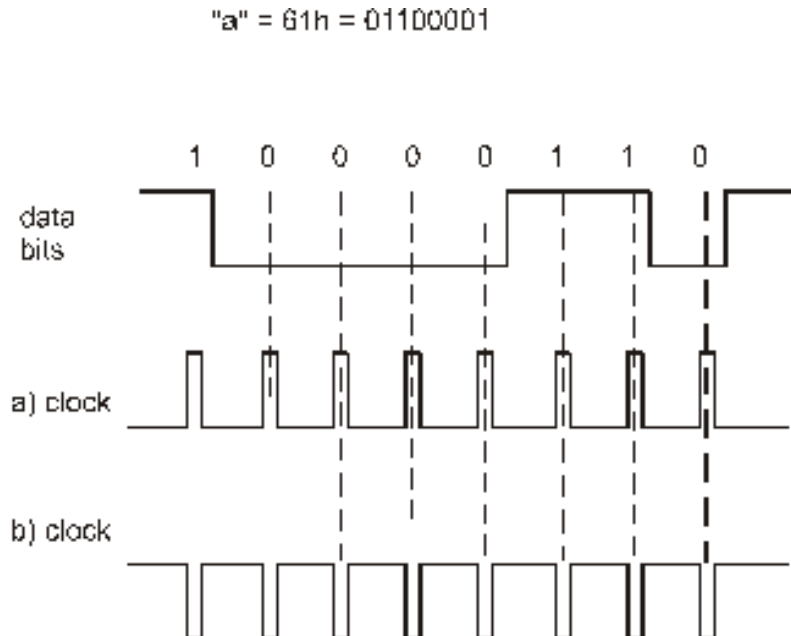 "a" = 61h = 01100001
1 0 0 0 0 1 1 0
data
bits
a) clock
b) clock